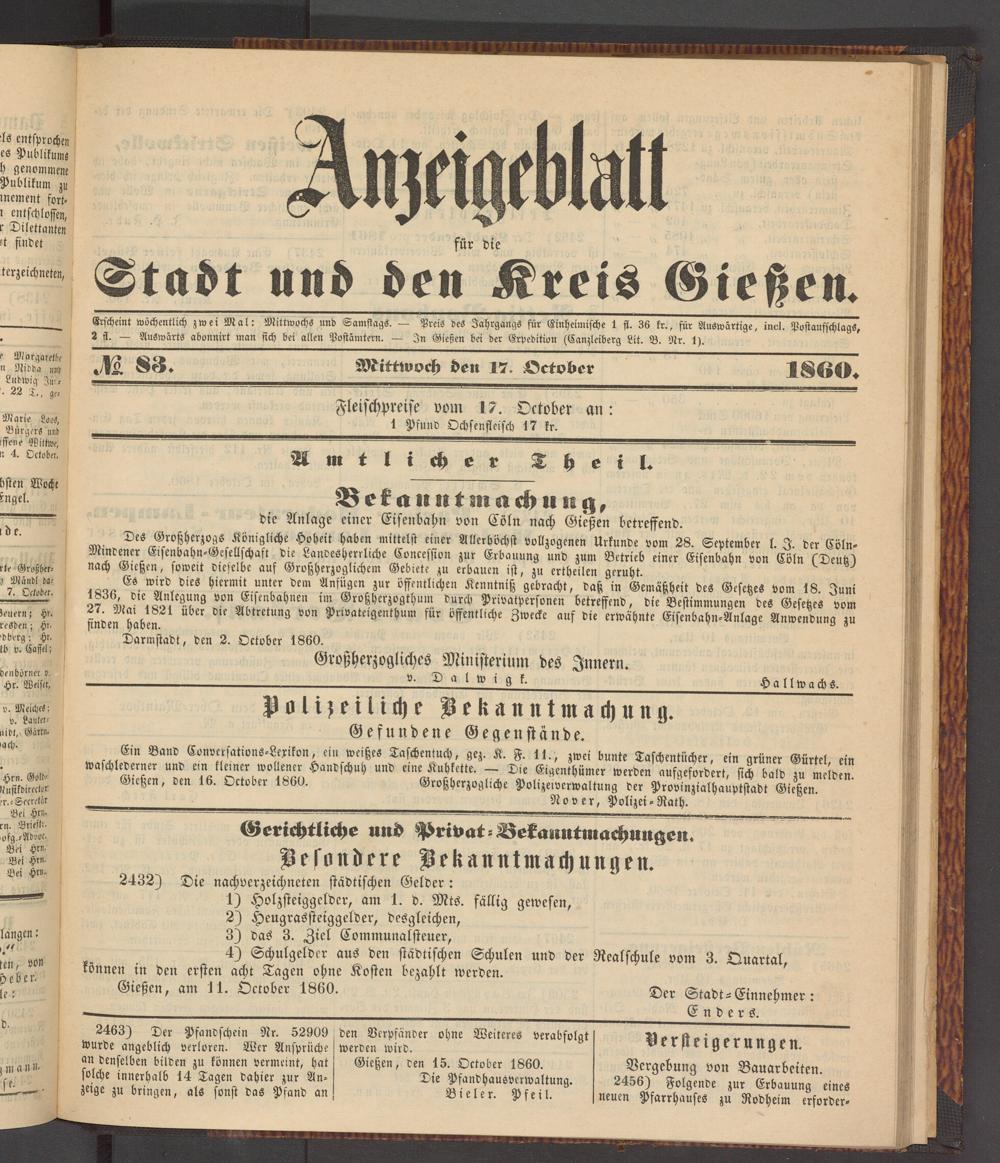 Anzeigeblatt
für die
Stadt und den Kreis Gießen.
Erscheint wöchentlich zwei Mal: Mittwochs und Samstags. — Preis des Jahrgangs für Einheimische 1 fl. 36 kr., für Auswärtige, incl. Postaufschlags,
2 fl. — Auswärts abonnirt man sich bei allen Postämtern. — In Gießen bei der Expedition (Canzleiberg Lit. B. Nr. 1).
№ 83. Mittwoch den 17. October 1860.
Fleischpreise vom 17. October an:
1 Pfund Ochsenfleisch 17 kr.
Amtlicher Theil.
Bekanntmachung,
die Anlage einer Eisenbahn von Cöln nach Gießen betreffend.
Des Großherzogs Königliche Hoheit haben mittelst einer Allerhöchst vollzogenen Urkunde vom 28. September l. J. der Cöln-
Mindener Eisenbahn-Gesellschaft die Landesherrliche Concession zur Erbauung und zum Betrieb einer Eisenbahn von Cöln (Deutz)
nach Gießen, soweit dieselbe auf Großherzoglichem Gebiete zu erbauen ist, zu ertheilen geruht.
Es wird dies hiermit unter dem Anfügen zur öffentlichen Kenntniß gebracht, daß in Gemäßheit des Gesetzes vom 18. Juni
1836, die Anlegung von Eisenbahnen im Großherzogthum durch Privatpersonen betreffend, die Bestimmungen des Gesetzes vom
27. Mai 1821 über die Abtretung von Privateigenthum für öffentliche Zwecke auf die erwähnte Eisenbahn-Anlage Anwendung zu
finden haben.
Darmstadt, den 2. October 1860.
Großherzogliches Ministerium des Innern.
v. Dalwigk. Hallwachs.
Polizeiliche Bekanntmachung.
Gefundene Gegenstände.
Ein Band Conversations-Lexikon, ein weißes Taschentuch, gez. K. F. 11., zwei bunte Taschentücher, ein grüner Gürtel, ein
waschlederner und ein kleiner wollener Handschuh und eine Kuhkette. — Die Eigenthümer werden aufgefordert, sich bald zu melden.
Gießen, den 16. October 1860. Großherzogliche Polizeiverwaltung der Provinzialhauptstadt Gießen.
Nover, Polizei-Rath.
Gerichtliche und Privat-Bekanntmachungen.
Besondere Bekanntmachungen.
2432) Die nachverzeichneten städtischen Gelder:
1) Holzsteiggelder, am 1. d. Mts. fällig gewesen,
2) Heugrassteiggelder, desgleichen,
3) das 3. Ziel Communalsteuer,
4) Schulgelder aus den städtischen Schulen und der Realschule vom 3. Quartal,
können in den ersten acht Tagen ohne Kosten bezahlt werden.
Gießen, am 11. October 1860.
Der Stadt-Einnehmer:
Enders.
2463) Der Pfandschein Nr. 52909
wurde angeblich verloren. Wer Ansprüche
an denselben bilden zu können vermeint, hat
solche innerhalb 14 Tagen dahier zur An-
zeige zu bringen, als sonst das Pfand an
den Verpfänder ohne Weiteres verabfolgt
werden wird.
Gießen, den 15. October 1860.
Die Pfandhausverwaltung.
Bieler. Pfeil.
Versteigerungen.
Vergebung von Bauarbeiten.
2456) Folgende zur Erbauung eines
neuen Pfarrhauses zu Rodheim erforder-